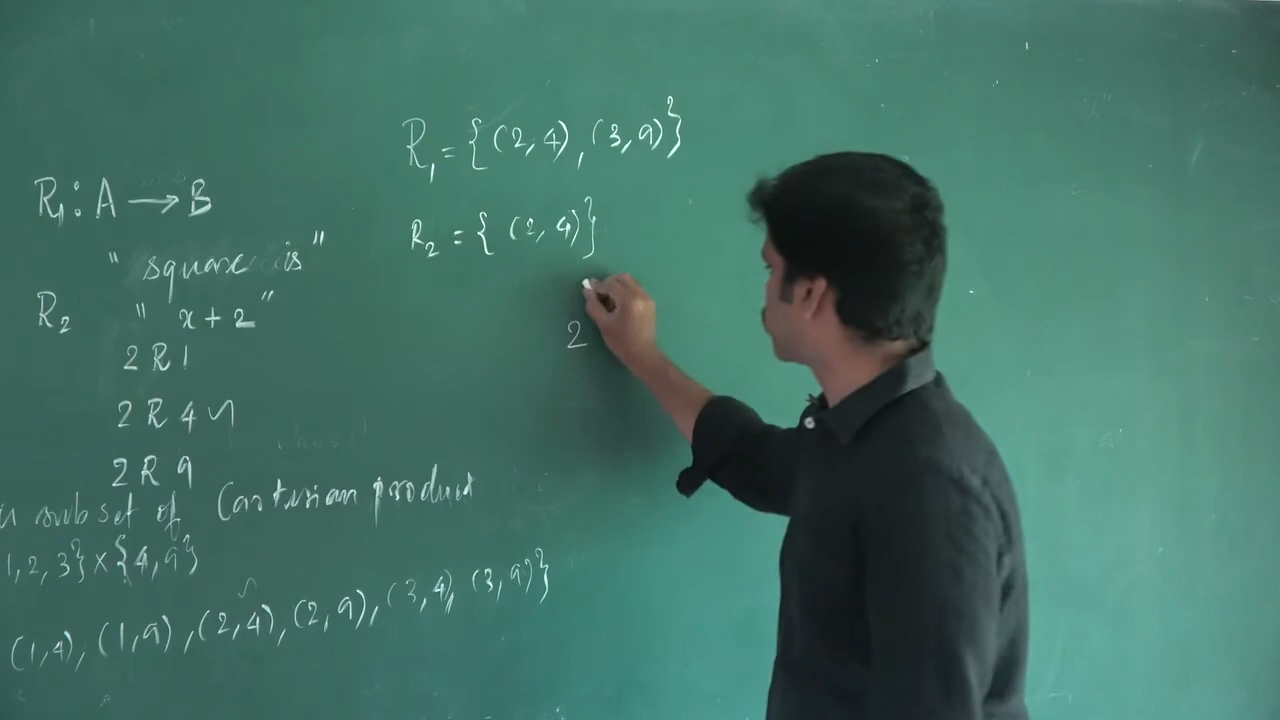 R₁ = {(2,4), (3,9)}
R₁ : A → B
R₂ = { (2,4)}
" square is "
R₂ " x + 2 "
2
2 R 1
2 R 4
2 R 9
subset of Cartesian product
1, 2, 3} × {4, 9}
(1,4), (1,9), (2,4), (2,9), (3,4), (3,9)}